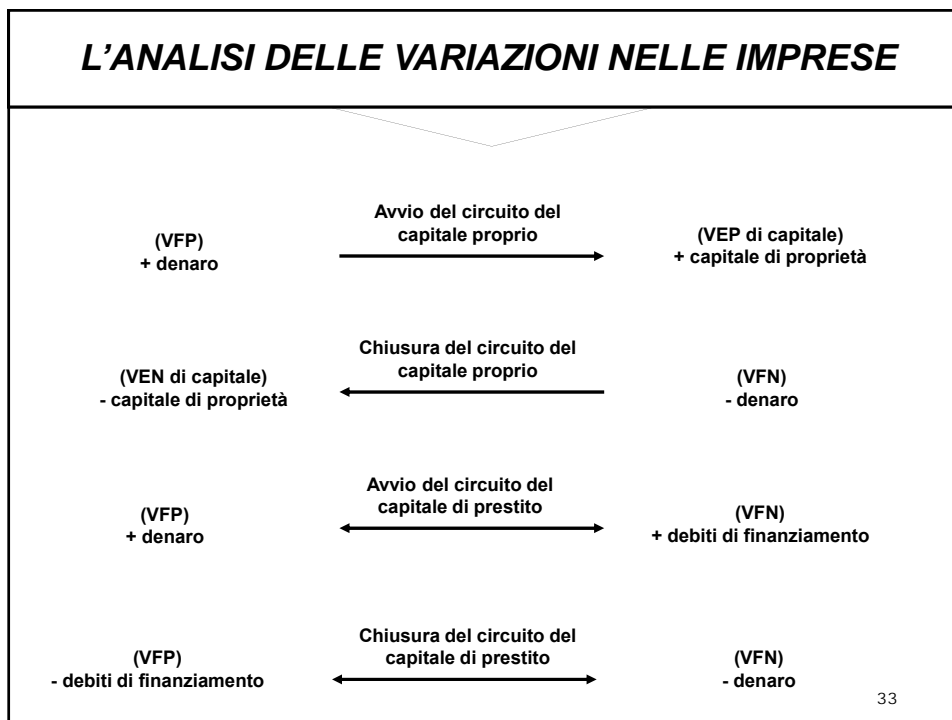 L'ANALISI DELLE VARIAZIONI NELLE IMPRESE
(VFP)
+ denaro
Avvio del circuito del
capitale proprio
(VEP di capitale)
+ capitale di proprietà
(VEN di capitale)
- capitale di proprietà
Chiusura del circuito del
capitale proprio
(VFN)
- denaro
(VFP)
+ denaro
Avvio del circuito del
capitale di prestito
(VFN)
+ debiti di finanziamento
(VFP)
- debiti di finanziamento
Chiusura del circuito del
capitale di prestito
(VFN)
- denaro
33